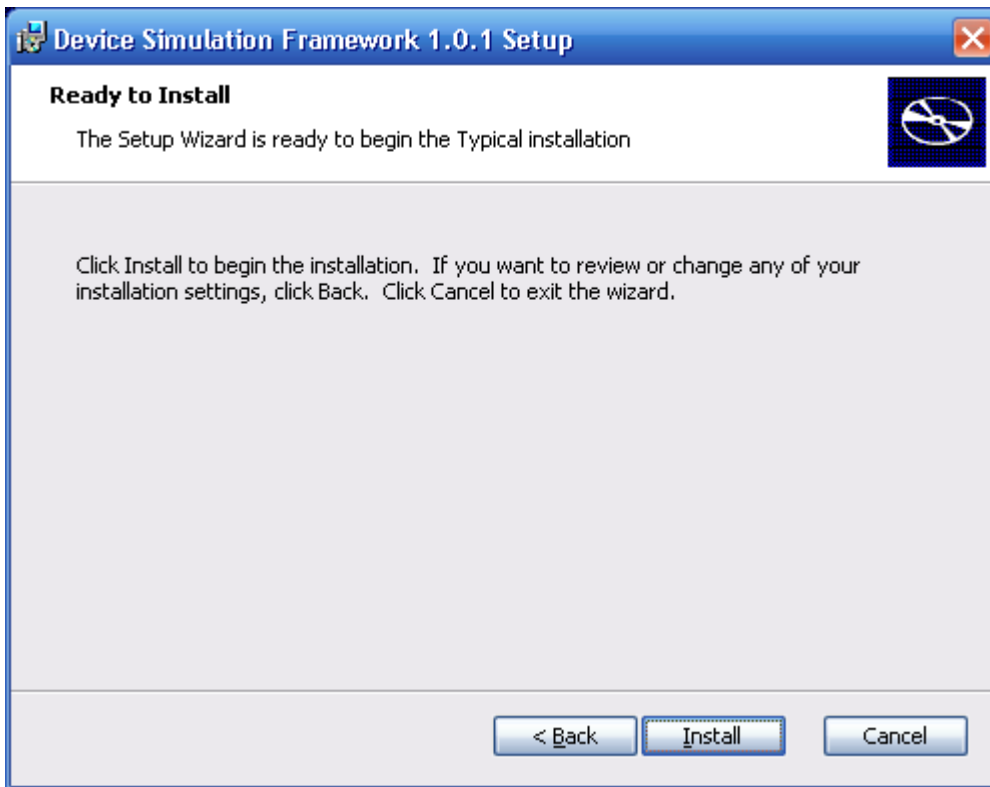 Device Simulation Framework 1.0.1 Setup
Ready to Install
The Setup Wizard is ready to begin the Typical installation
Click Install to begin the installation.  If you want to review or change any of your
installation settings, click Back.  Click Cancel to exit the wizard.
< Back
Install
Cancel